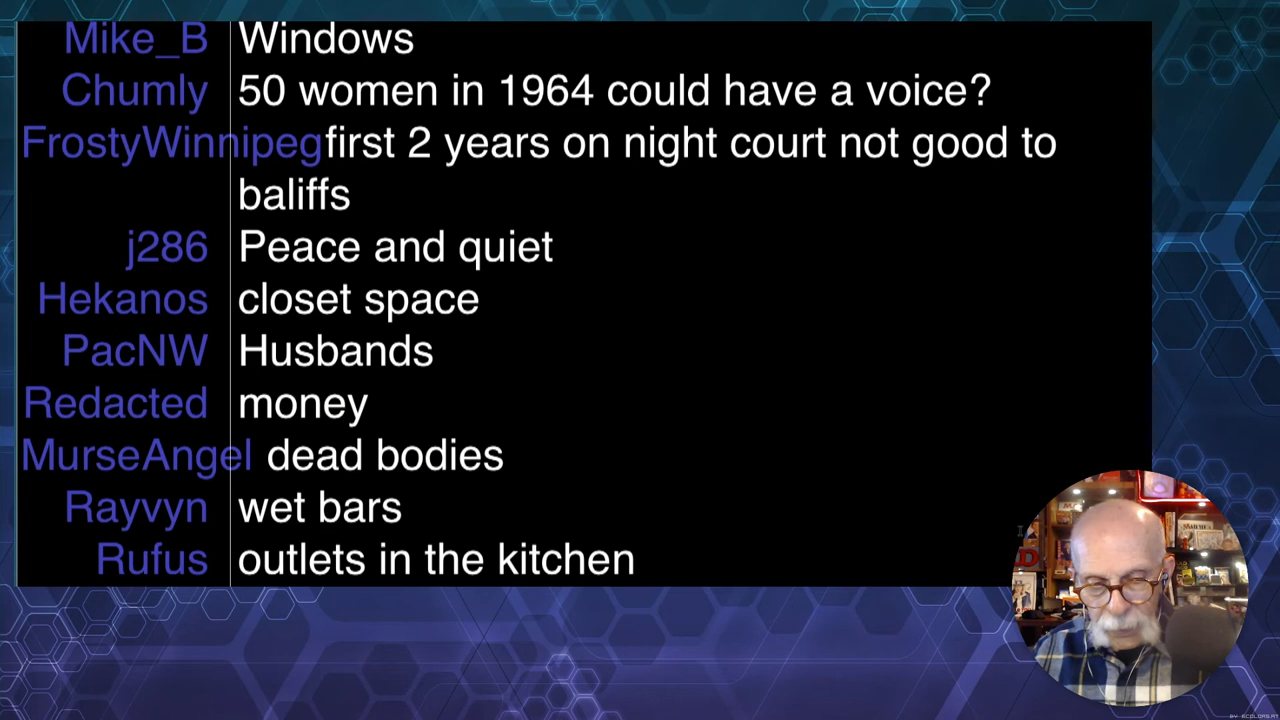 Mike_B Windows
Chumly 50 women in 1964 could have a voice?
FrostyWinnipeg first 2 years on night court not good to
baliffs
j286 Peace and quiet
Hekanos closet space
PacNW Husbands
Redacted money
MurseAngel dead bodies
Rayvyn wet bars
Rufus outlets in the kitchen